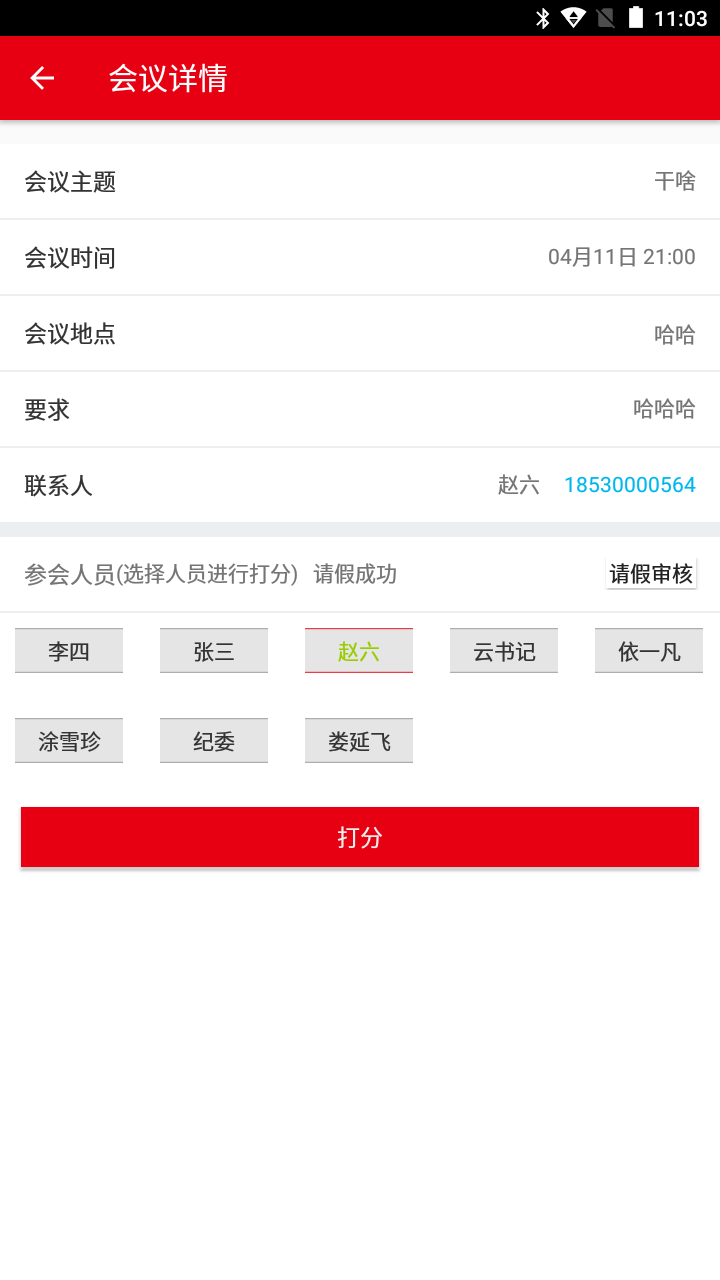 11:03
会议详情
会议主题 干啥
会议时间 04月11日 21:00
会议地点 哈哈
要求 哈哈哈
联系人 赵六 18530000564
参会人员(选择人员进行打分) 请假成功 请假审核
李四 张三 赵六 云书记 依一凡
涂雪珍 纪委 娄延飞
打分